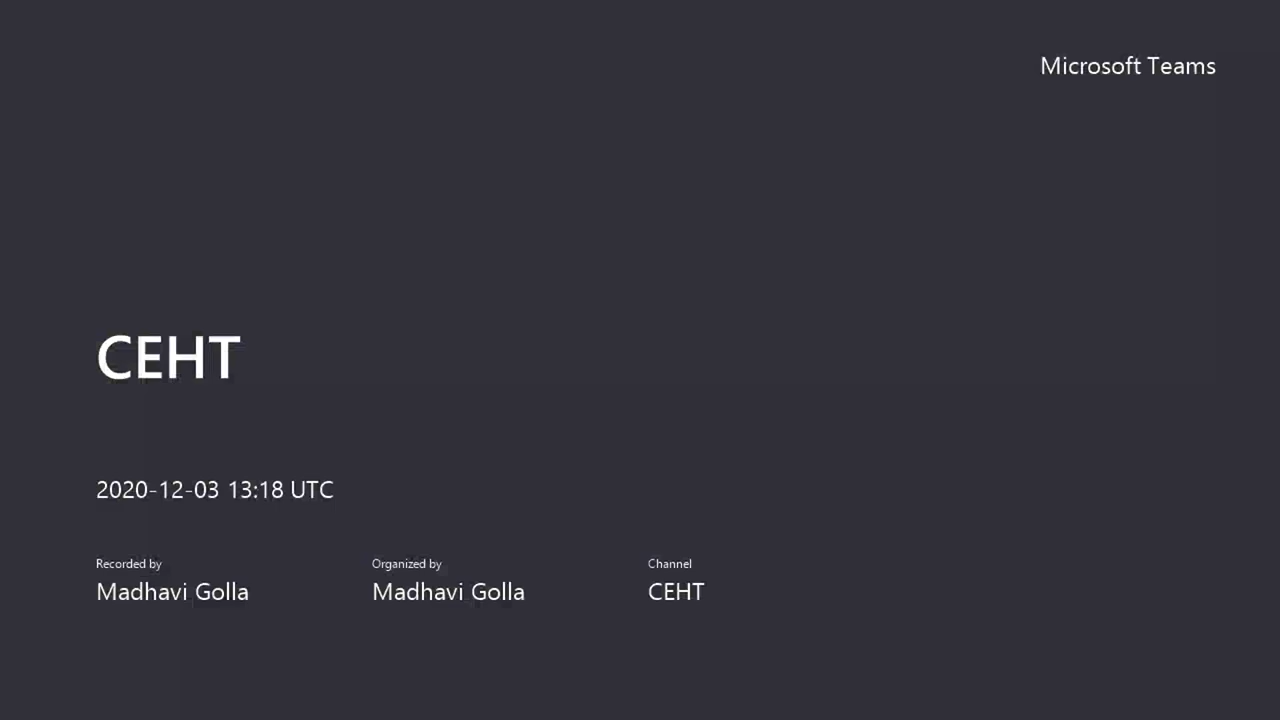 Microsoft Teams
CEHT
2020-12-03 13:18 UTC
Recorded by
Madhavi Golla
Organized by
Madhavi Golla
Channel
CEHT